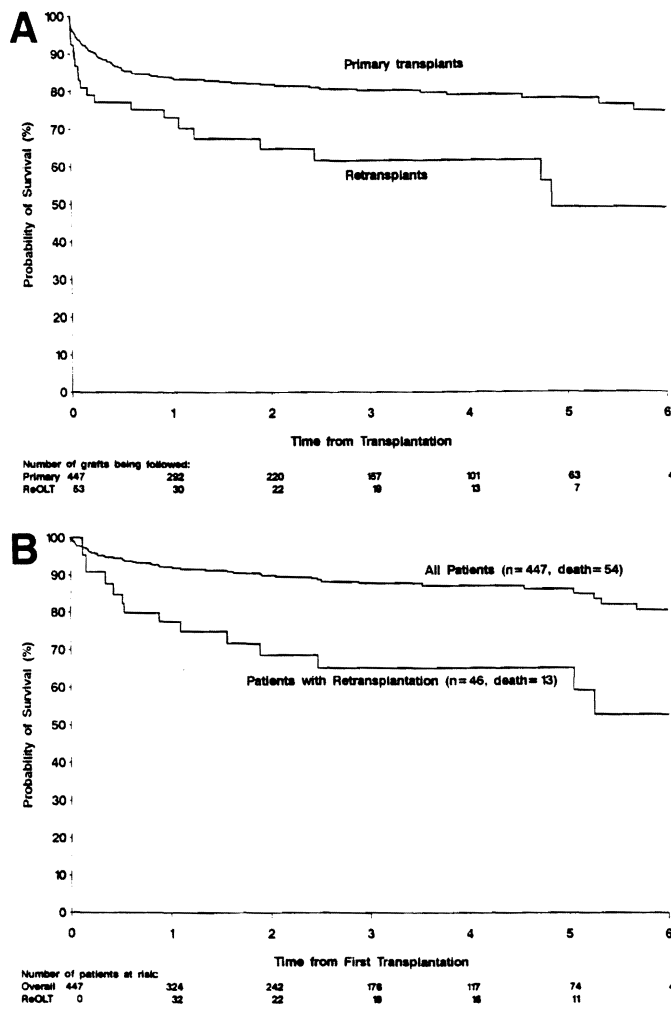 A
100
90
80
70
60
50
40
30
20
10
0
Probability of Survival (%)
Primary transplants
Retransplants
0 1 2 3 4 5 6
Time from Transplantation
Number of grafts being followed:
Primary 447 292 220 157 101 63 4
ReOLT 53 30 22 19 13 7
B
100
90
80
70
60
50
40
30
20
10
0
Probability of Survival (%)
All Patients (n=447, death=54)
Patients with Retransplantation (n=46, death=13)
0 1 2 3 4 5 6
Time from First Transplantation
Number of patients at risk:
Overall 447 324 242 176 117 74 4
ReOLT 0 32 22 11